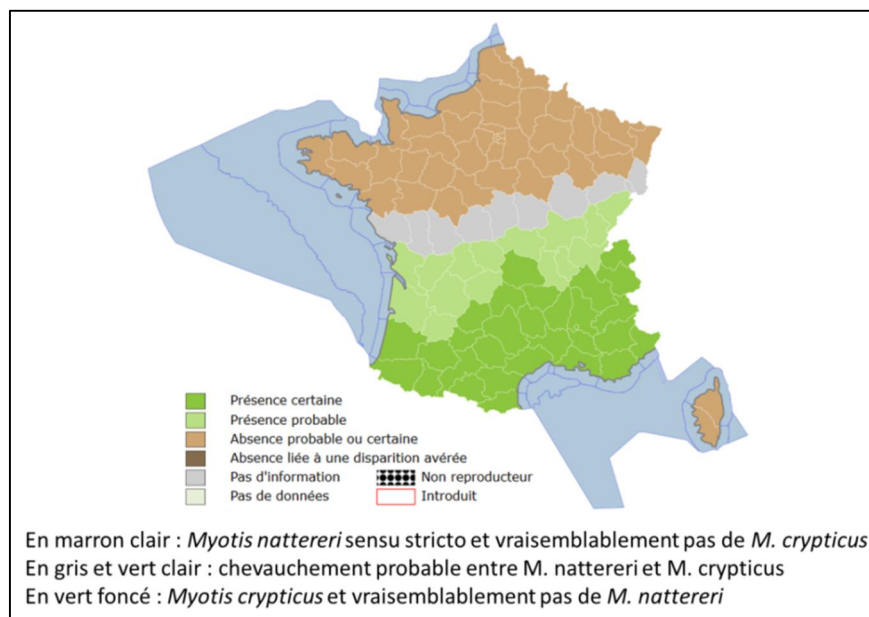 Présence certaine
Présence probable
Absence probable ou certaine
Absence liée à une disparition avérée
Pas d'information Non reproducteur
Pas de données Introduit
En marron clair : Myotis nattereri sensu stricto et vraisemblablement pas de M. crypticus
En gris et vert clair : chevauchement probable entre M. nattereri et M. crypticus
En vert foncé : Myotis crypticus et vraisemblablement pas de M. nattereri